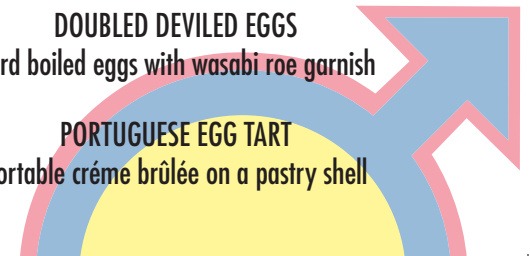 DOUBLED DEVILED EGGS
rd boiled eggs with wasabi roe garnish
PORTUGUESE EGG TART
ortable créme brûlée on a pastry shell